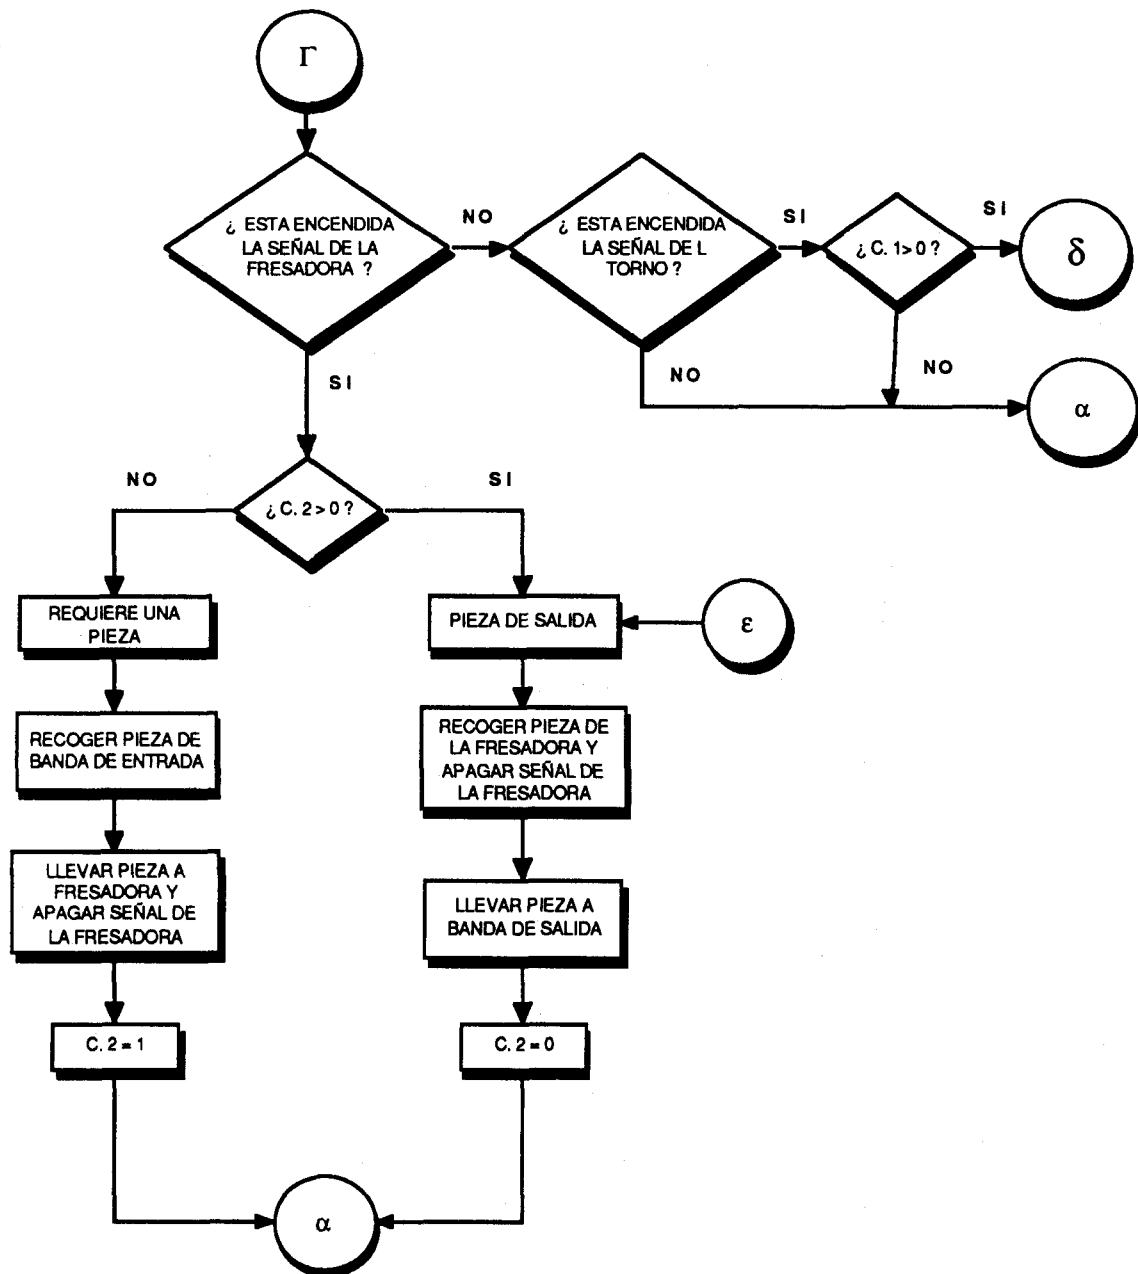 Γ
¿ ESTA ENCENDIDA
LA SEÑAL DE LA
FRESADORA ?
NO
¿ ESTA ENCENDIDA
LA SEÑAL DE L
TORNO ?
SI
¿ C. 1 > 0 ?
SI
δ
SI
NO
NO
α
NO
¿ C. 2 > 0 ?
SI
REQUIERE UNA
PIEZA
PIEZA DE SALIDA
ε
RECOGER PIEZA DE
BANDA DE ENTRADA
RECOGER PIEZA DE
LA FRESADORA Y
APAGAR SEÑAL DE
LA FRESADORA
LLEVAR PIEZA A
FRESADORA Y
APAGAR SEÑAL DE
LA FRESADORA
LLEVAR PIEZA A
BANDA DE SALIDA
C. 2 = 1
C. 2 = 0
α